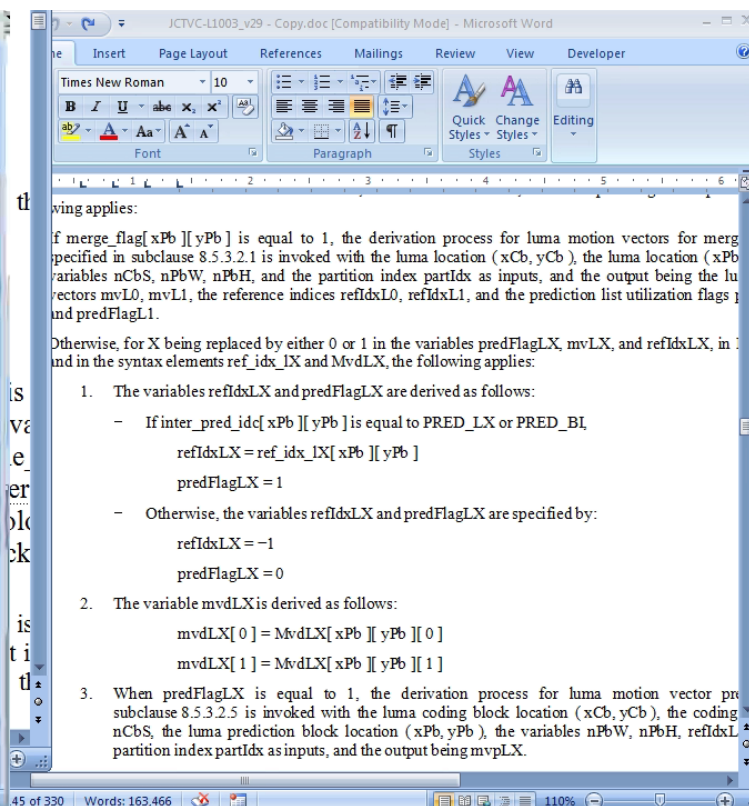 JCTVC-L1003_v29 - Copy.doc [Compatibility Mode] - Microsoft Word
Insert Page Layout References Mailings Review View Developer
Times New Roman 10
B I U abe X₂ X² Aa A A
Quick Styles Change Styles Editing
Font Paragraph Styles
1 2 3 4 5 6
wing applies:
If merge_flag[ xPb ][ yPb ] is equal to 1, the derivation process for luma motion vectors for merg
specified in subclause 8.5.3.2.1 is invoked with the luma location ( xCb, yCb ), the luma location ( xPb
variables nCbS, nPbW, nPbH, and the partition index partIdx as inputs, and the output being the lu
vectors mvL0, mvL1, the reference indices refIdxL0, refIdxL1, and the prediction list utilization flags
and predFlagL1.
Otherwise, for X being replaced by either 0 or 1 in the variables predFlagLX, mvLX, and refIdxLX, in
and in the syntax elements ref_idx_lX and MvdLX, the following applies:
1. The variables refIdxLX and predFlagLX are derived as follows:
– If inter_pred_idc[ xPb ][ yPb ] is equal to PRED_LX or PRED_BI,
refIdxLX = ref_idx_lX[ xPb ][ yPb ]
predFlagLX = 1
– Otherwise, the variables refIdxLX and predFlagLX are specified by:
refIdxLX = −1
predFlagLX = 0
2. The variable mvdLX is derived as follows:
mvdLX[ 0 ] = MvdLX[ xPb ][ yPb ][ 0 ]
mvdLX[ 1 ] = MvdLX[ xPb ][ yPb ][ 1 ]
3. When predFlagLX is equal to 1, the derivation process for luma motion vector pre
subclause 8.5.3.2.5 is invoked with the luma coding block location ( xCb, yCb ), the coding
nCbS, the luma prediction block location ( xPb, yPb ), the variables nPbW, nPbH, refIdxL
partition index partIdx as inputs, and the output being mvpLX.
45 of 330 Words: 163,466 110%